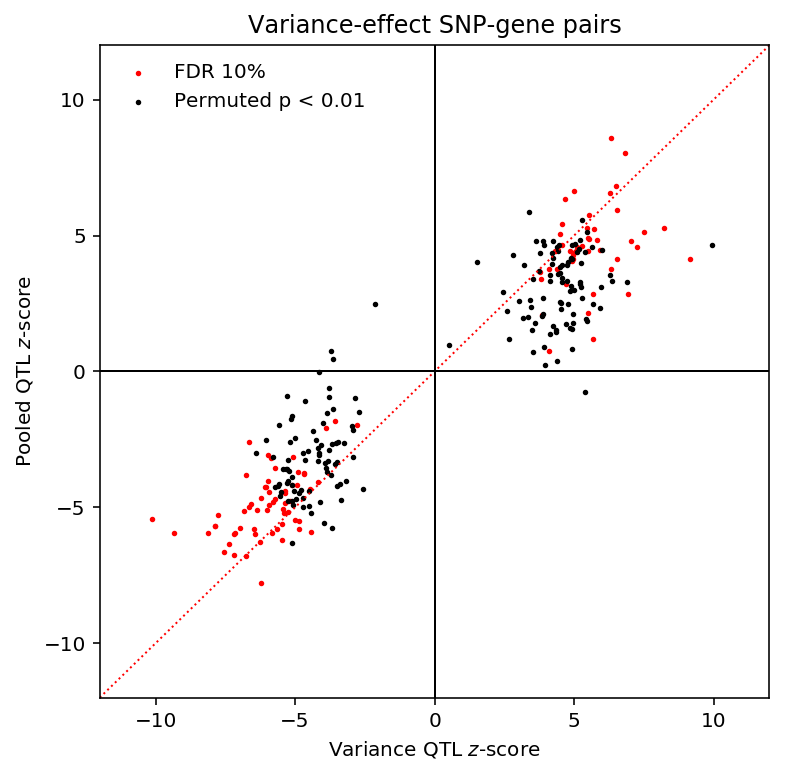 Variance-effect SNP-gene pairs
FDR 10%
Permuted p < 0.01
10
5
0
−5
−10
Pooled QTL z-score
−10
−5
0
5
10
Variance QTL z-score